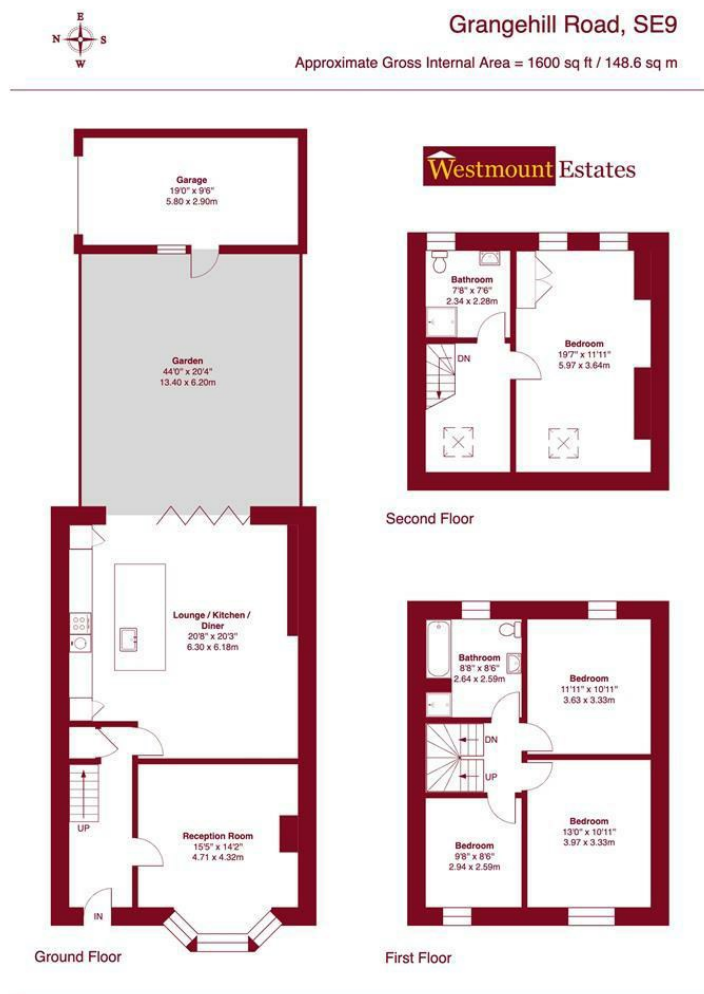 E
N S
W
Grangehill Road, SE9
Approximate Gross Internal Area = 1600 sq ft / 148.6 sq m
Westmount Estates
Garage
19'0" x 9'6"
5.80 x 2.90m
Garden
44'0" x 20'4"
13.40 x 6.20m
Lounge / Kitchen /
Diner
20'8" x 20'3"
6.30 x 6.18m
UP
Reception Room
15'5" x 14'2"
4.71 x 4.32m
IN
Ground Floor
Bathroom
7'8" x 7'6"
2.34 x 2.28m
DN
Bedroom
19'7" x 11'11"
5.97 x 3.64m
Second Floor
Bathroom
8'8" x 8'6"
2.64 x 2.59m
Bedroom
11'11" x 10'11"
3.63 x 3.33m
DN
UP
Bedroom
9'8" x 8'6"
2.94 x 2.59m
Bedroom
13'0" x 10'11"
3.97 x 3.33m
First Floor